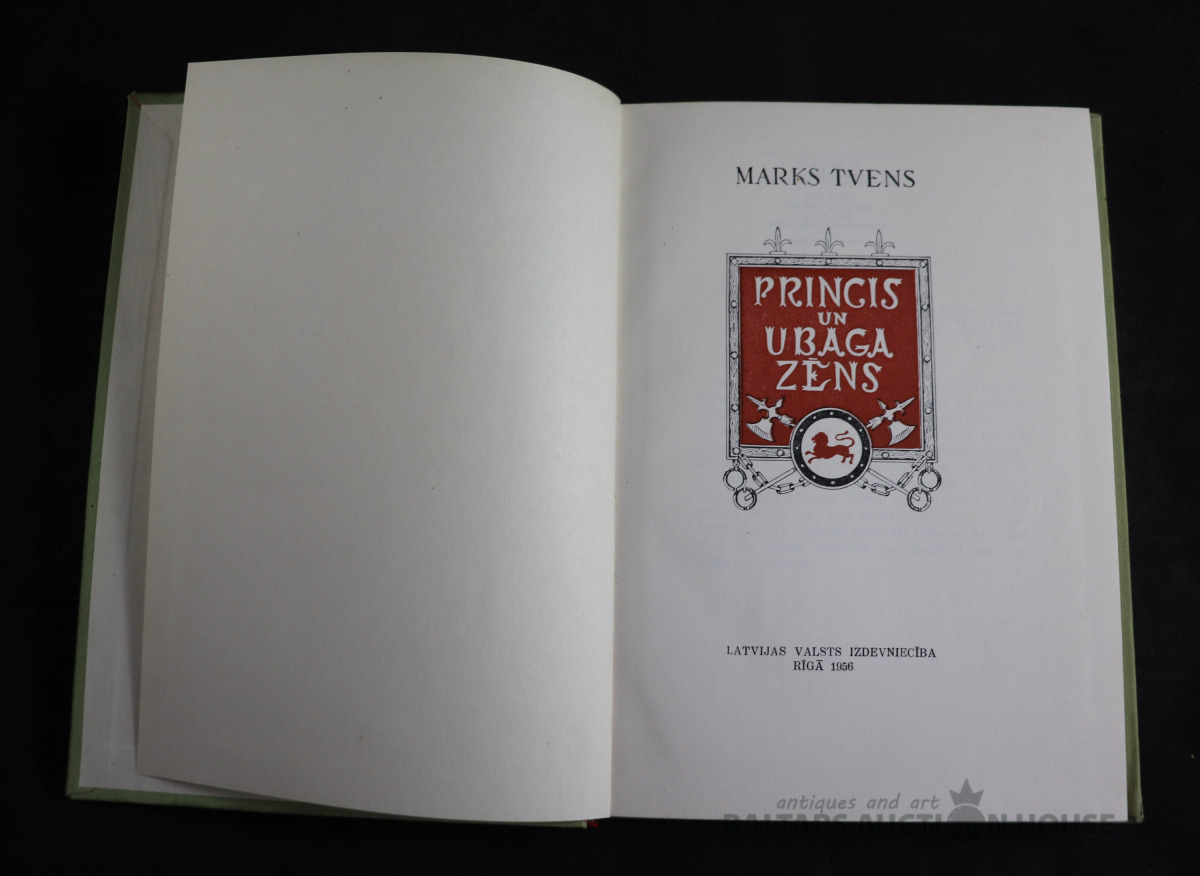 MARKS TVENS
PRINCIS
UN
UBAGA
ZĒNS
LATVIJAS VALSTS IZDEVNIECĪBA
RĪGĀ 1956
antiques and art
BALTARS AUCTION HOUSE